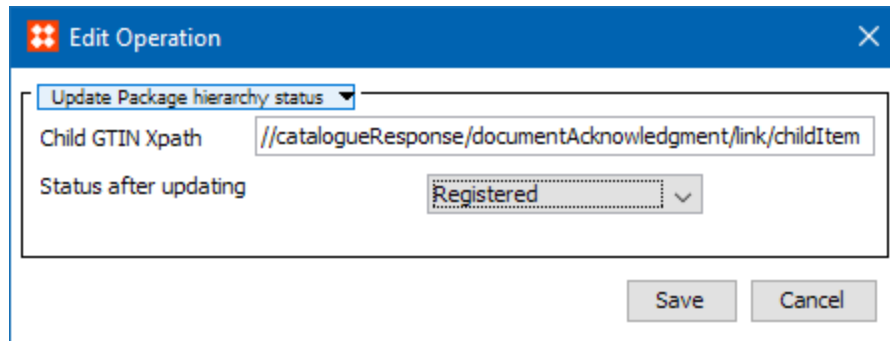 Edit Operation
Update Package hierarchy status
Child GTIN Xpath //catalogueResponse/documentAcknowledgment/link/childItem
Status after updating Registered
Save Cancel